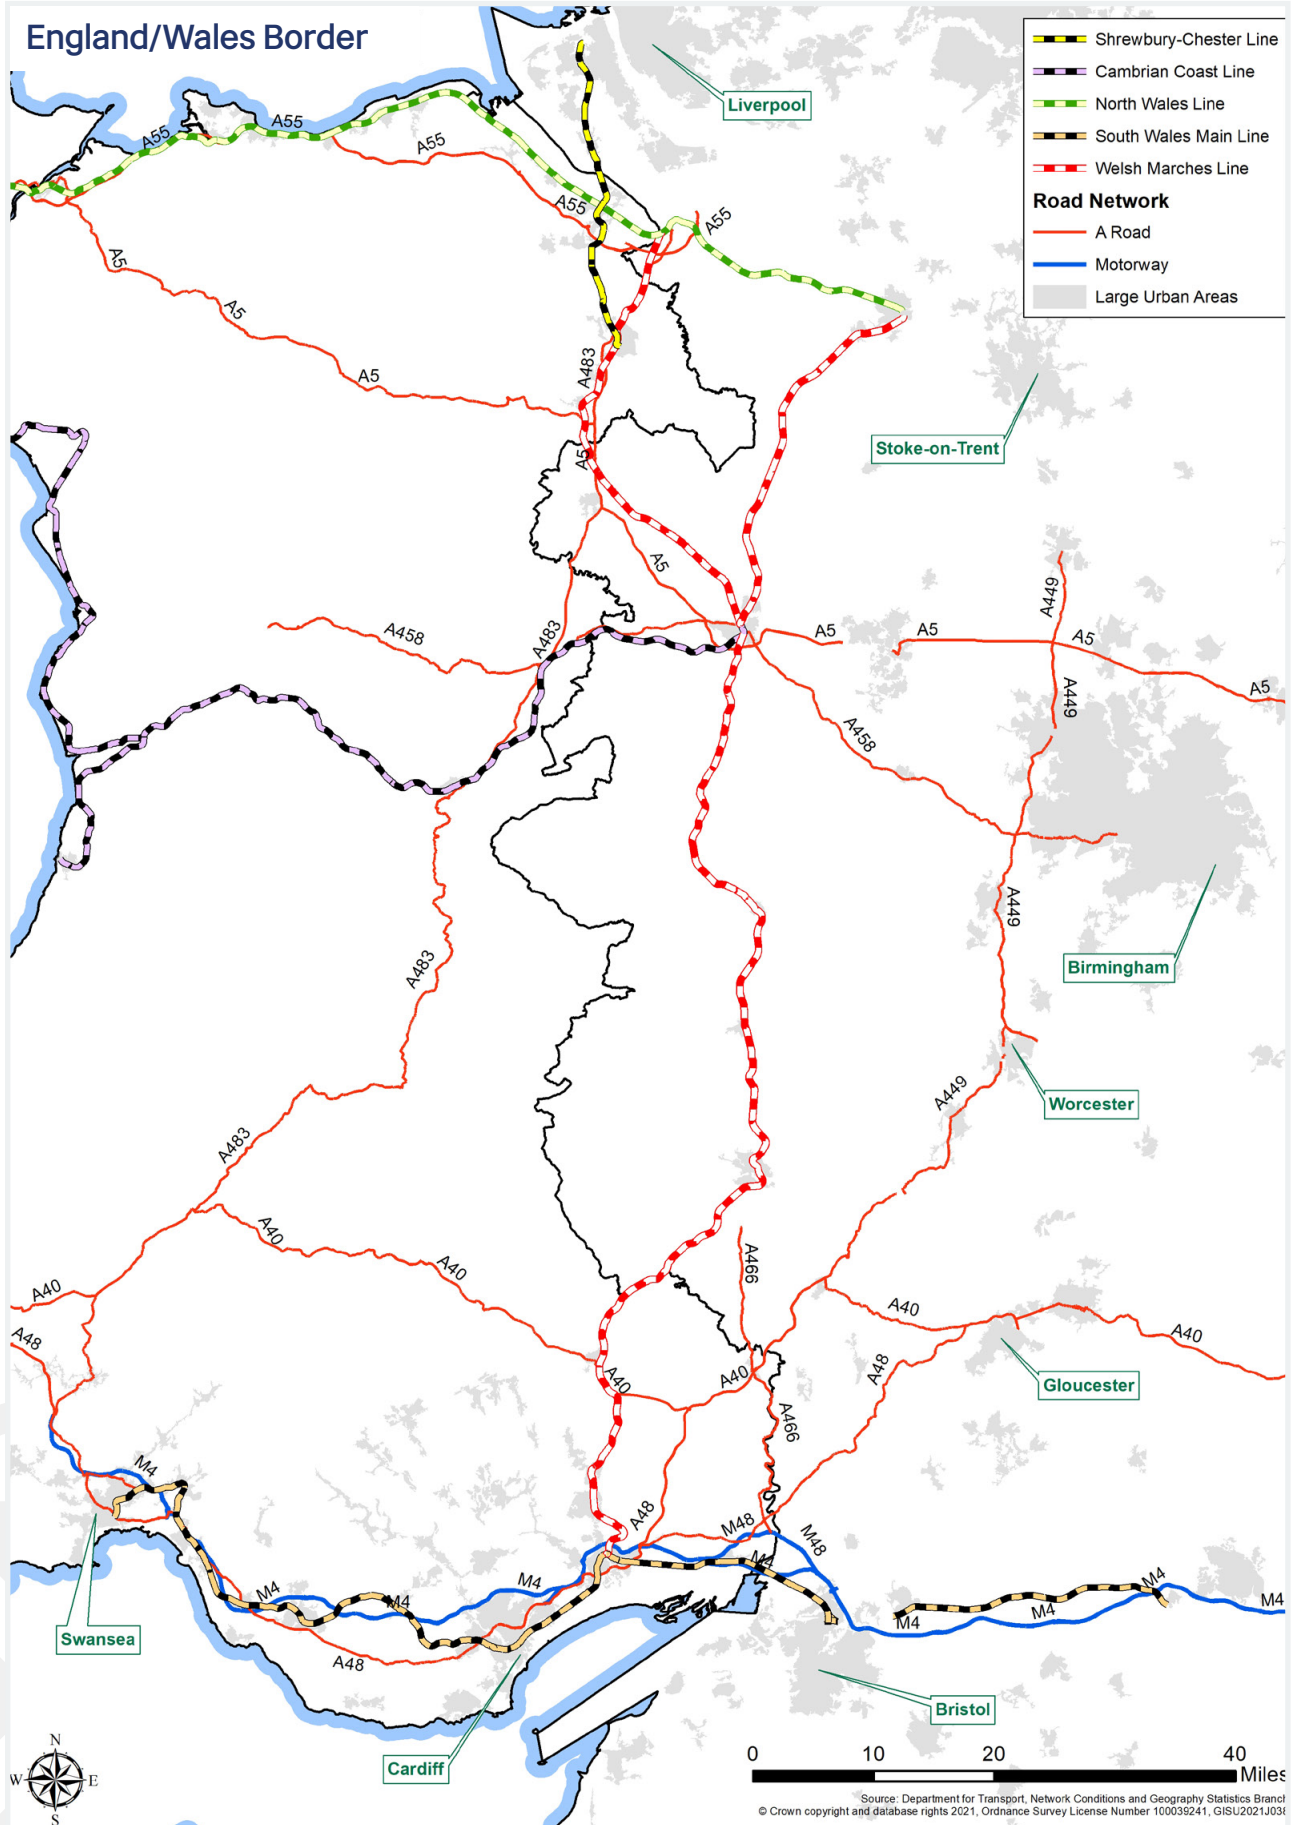 England/Wales Border
Shrewbury-Chester Line
Cambrian Coast Line
North Wales Line
South Wales Main Line
Welsh Marches Line
Road Network
A Road
Motorway
Large Urban Areas
Liverpool
A55
A55
A55
A55
A55
A5
A5
A5
A483
A5
Stoke-on-Trent
A5
A449
A458
A483
A5
A5
A5
A5
A449
A458
A449
A483
Birmingham
Worcester
A449
A483
A40
A40
A466
A40
A40
A40
A48
A48
A40
A40
Gloucester
A466
M4
A48
M48
M48
M4
M4
M4
M4
M4
M4
M4
M4
Swansea
A48
Bristol
Cardiff
N
W E
S
0 10 20 40
Miles
Source: Department for Transport, Network Conditions and Geography Statistics Branch
© Crown copyright and database rights 2021, Ordnance Survey License Number 100039241, GISU2021J038